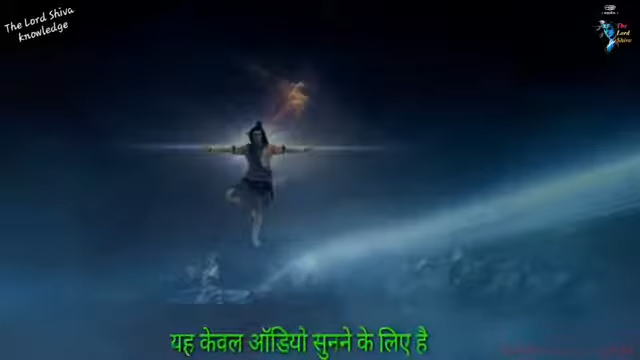 The Lord Shiva
knowledge
The
Lord
Shiva
यह केवल ऑडियो सुनने के लिए है